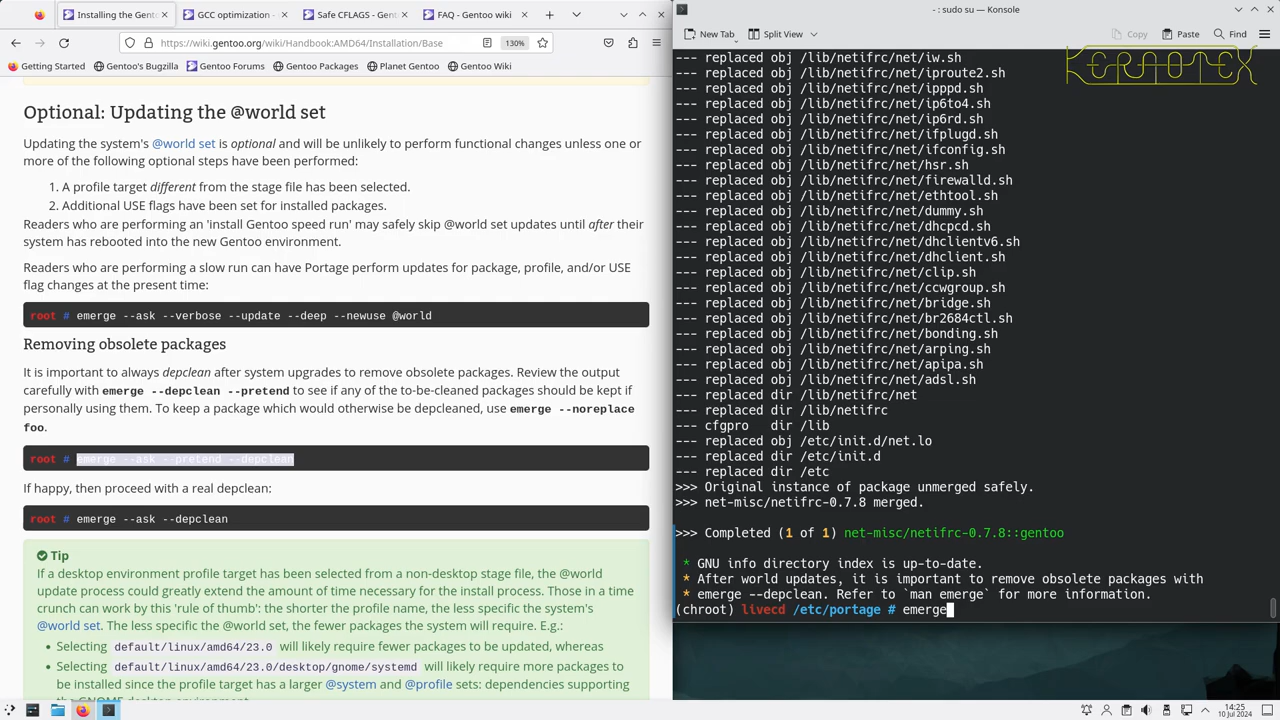 Installing the Gento
GCC optimization -
Safe CFLAGS - Gent
FAQ - Gentoo wiki
- : sudo su — Konsole
https://wiki.gentoo.org/wiki/Handbook:AMD64/Installation/Base
130%
New Tab
Split View
Copy
Paste
Find
Getting Started
Gentoo's Bugzilla
Gentoo Forums
Gentoo Packages
Planet Gentoo
Gentoo Wiki
Optional: Updating the @world set
Updating the system's @world set is optional and will be unlikely to perform functional changes unless one or
more of the following optional steps have been performed:
1. A profile target different from the stage file has been selected.
2. Additional USE flags have been set for installed packages.
Readers who are performing an 'install Gentoo speed run' may safely skip @world set updates until after their
system has rebooted into the new Gentoo environment.
Readers who are performing a slow run can have Portage perform updates for package, profile, and/or USE
flag changes at the present time:
root # emerge --ask --verbose --update --deep --newuse @world
Removing obsolete packages
It is important to always depclean after system upgrades to remove obsolete packages. Review the output
carefully with emerge --depclean --pretend to see if any of the to-be-cleaned packages should be kept if
personally using them. To keep a package which would otherwise be depcleaned, use emerge --noreplace
foo.
root # emerge --ask --pretend --depclean
If happy, then proceed with a real depclean:
root # emerge --ask --depclean
Tip
If a desktop environment profile target has been selected from a non-desktop stage file, the @world
update process could greatly extend the amount of time necessary for the install process. Those in a time
crunch can work by this 'rule of thumb': the shorter the profile name, the less specific the system's
@world set. The less specific the @world set, the fewer packages the system will require. E.g.:
• Selecting default/linux/amd64/23.0 will likely require fewer packages to be updated, whereas
• Selecting default/linux/amd64/23.0/desktop/gnome/systemd will likely require more packages to
be installed since the profile target has a larger @system and @profile sets: dependencies supporting
the GNOME desktop environment.
--- replaced obj /lib/netifrc/net/iw.sh
--- replaced obj /lib/netifrc/net/iproute2.sh
--- replaced obj /lib/netifrc/net/ipppd.sh
--- replaced obj /lib/netifrc/net/ip6to4.sh
--- replaced obj /lib/netifrc/net/ip6rd.sh
--- replaced obj /lib/netifrc/net/ifplugd.sh
--- replaced obj /lib/netifrc/net/ifconfig.sh
--- replaced obj /lib/netifrc/net/hsr.sh
--- replaced obj /lib/netifrc/net/firewalld.sh
--- replaced obj /lib/netifrc/net/ethtool.sh
--- replaced obj /lib/netifrc/net/dummy.sh
--- replaced obj /lib/netifrc/net/dhcpcd.sh
--- replaced obj /lib/netifrc/net/dhclientv6.sh
--- replaced obj /lib/netifrc/net/dhclient.sh
--- replaced obj /lib/netifrc/net/clip.sh
--- replaced obj /lib/netifrc/net/ccwgroup.sh
--- replaced obj /lib/netifrc/net/bridge.sh
--- replaced obj /lib/netifrc/net/br2684ctl.sh
--- replaced obj /lib/netifrc/net/bonding.sh
--- replaced obj /lib/netifrc/net/arping.sh
--- replaced obj /lib/netifrc/net/apipa.sh
--- replaced obj /lib/netifrc/net/adsl.sh
--- replaced dir /lib/netifrc/net
--- replaced dir /lib/netifrc
--- cfgpro dir /lib
--- replaced obj /etc/init.d/net.lo
--- replaced dir /etc/init.d
--- replaced dir /etc
>>> Original instance of package unmerged safely.
>>> net-misc/netifrc-0.7.8 merged.
>>> Completed (1 of 1) net-misc/netifrc-0.7.8::gentoo
* GNU info directory index is up-to-date.
* After world updates, it is important to remove obsolete packages with
* emerge --depclean. Refer to `man emerge` for more information.
(chroot) livecd /etc/portage # emerge
14:25
10 Jul 2024